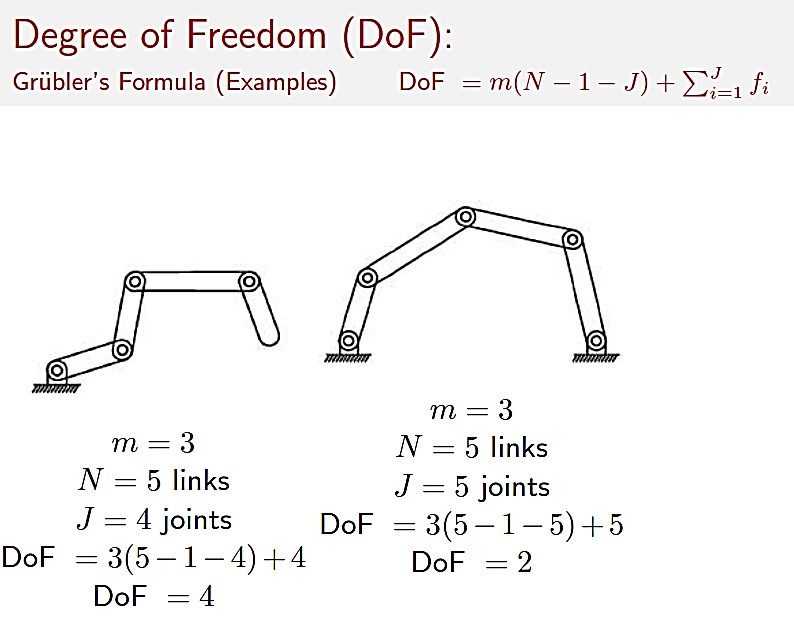 Degree of Freedom (DoF):
Grübler's Formula (Examples) DoF = m(N − 1 − J) + ∑_{i=1}^{J} f_i
m = 3
N = 5 links
J = 4 joints
DoF = 3(5−1−4)+4
DoF = 4
m = 3
N = 5 links
J = 5 joints
DoF = 3(5−1−5)+5
DoF = 2